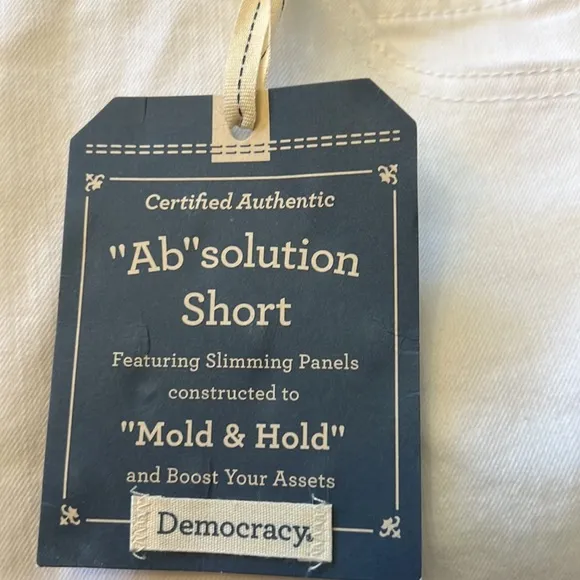 Certified Authentic
"Ab"solution
Short
Featuring Slimming Panels
constructed to
"Mold & Hold"
and Boost Your Assets
Democracy.